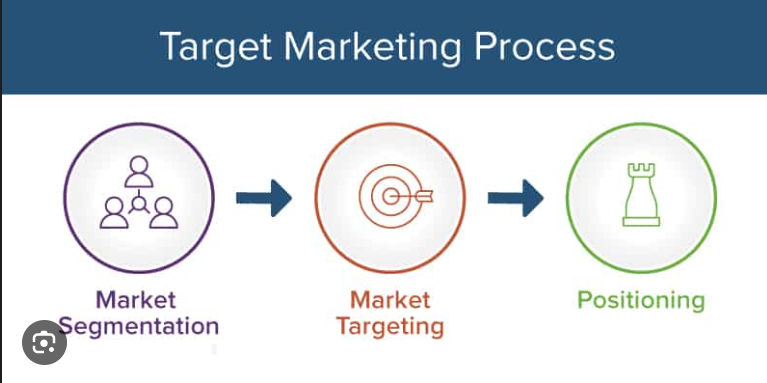 Target Marketing Process
Market
Segmentation
Market
Targeting
Positioning